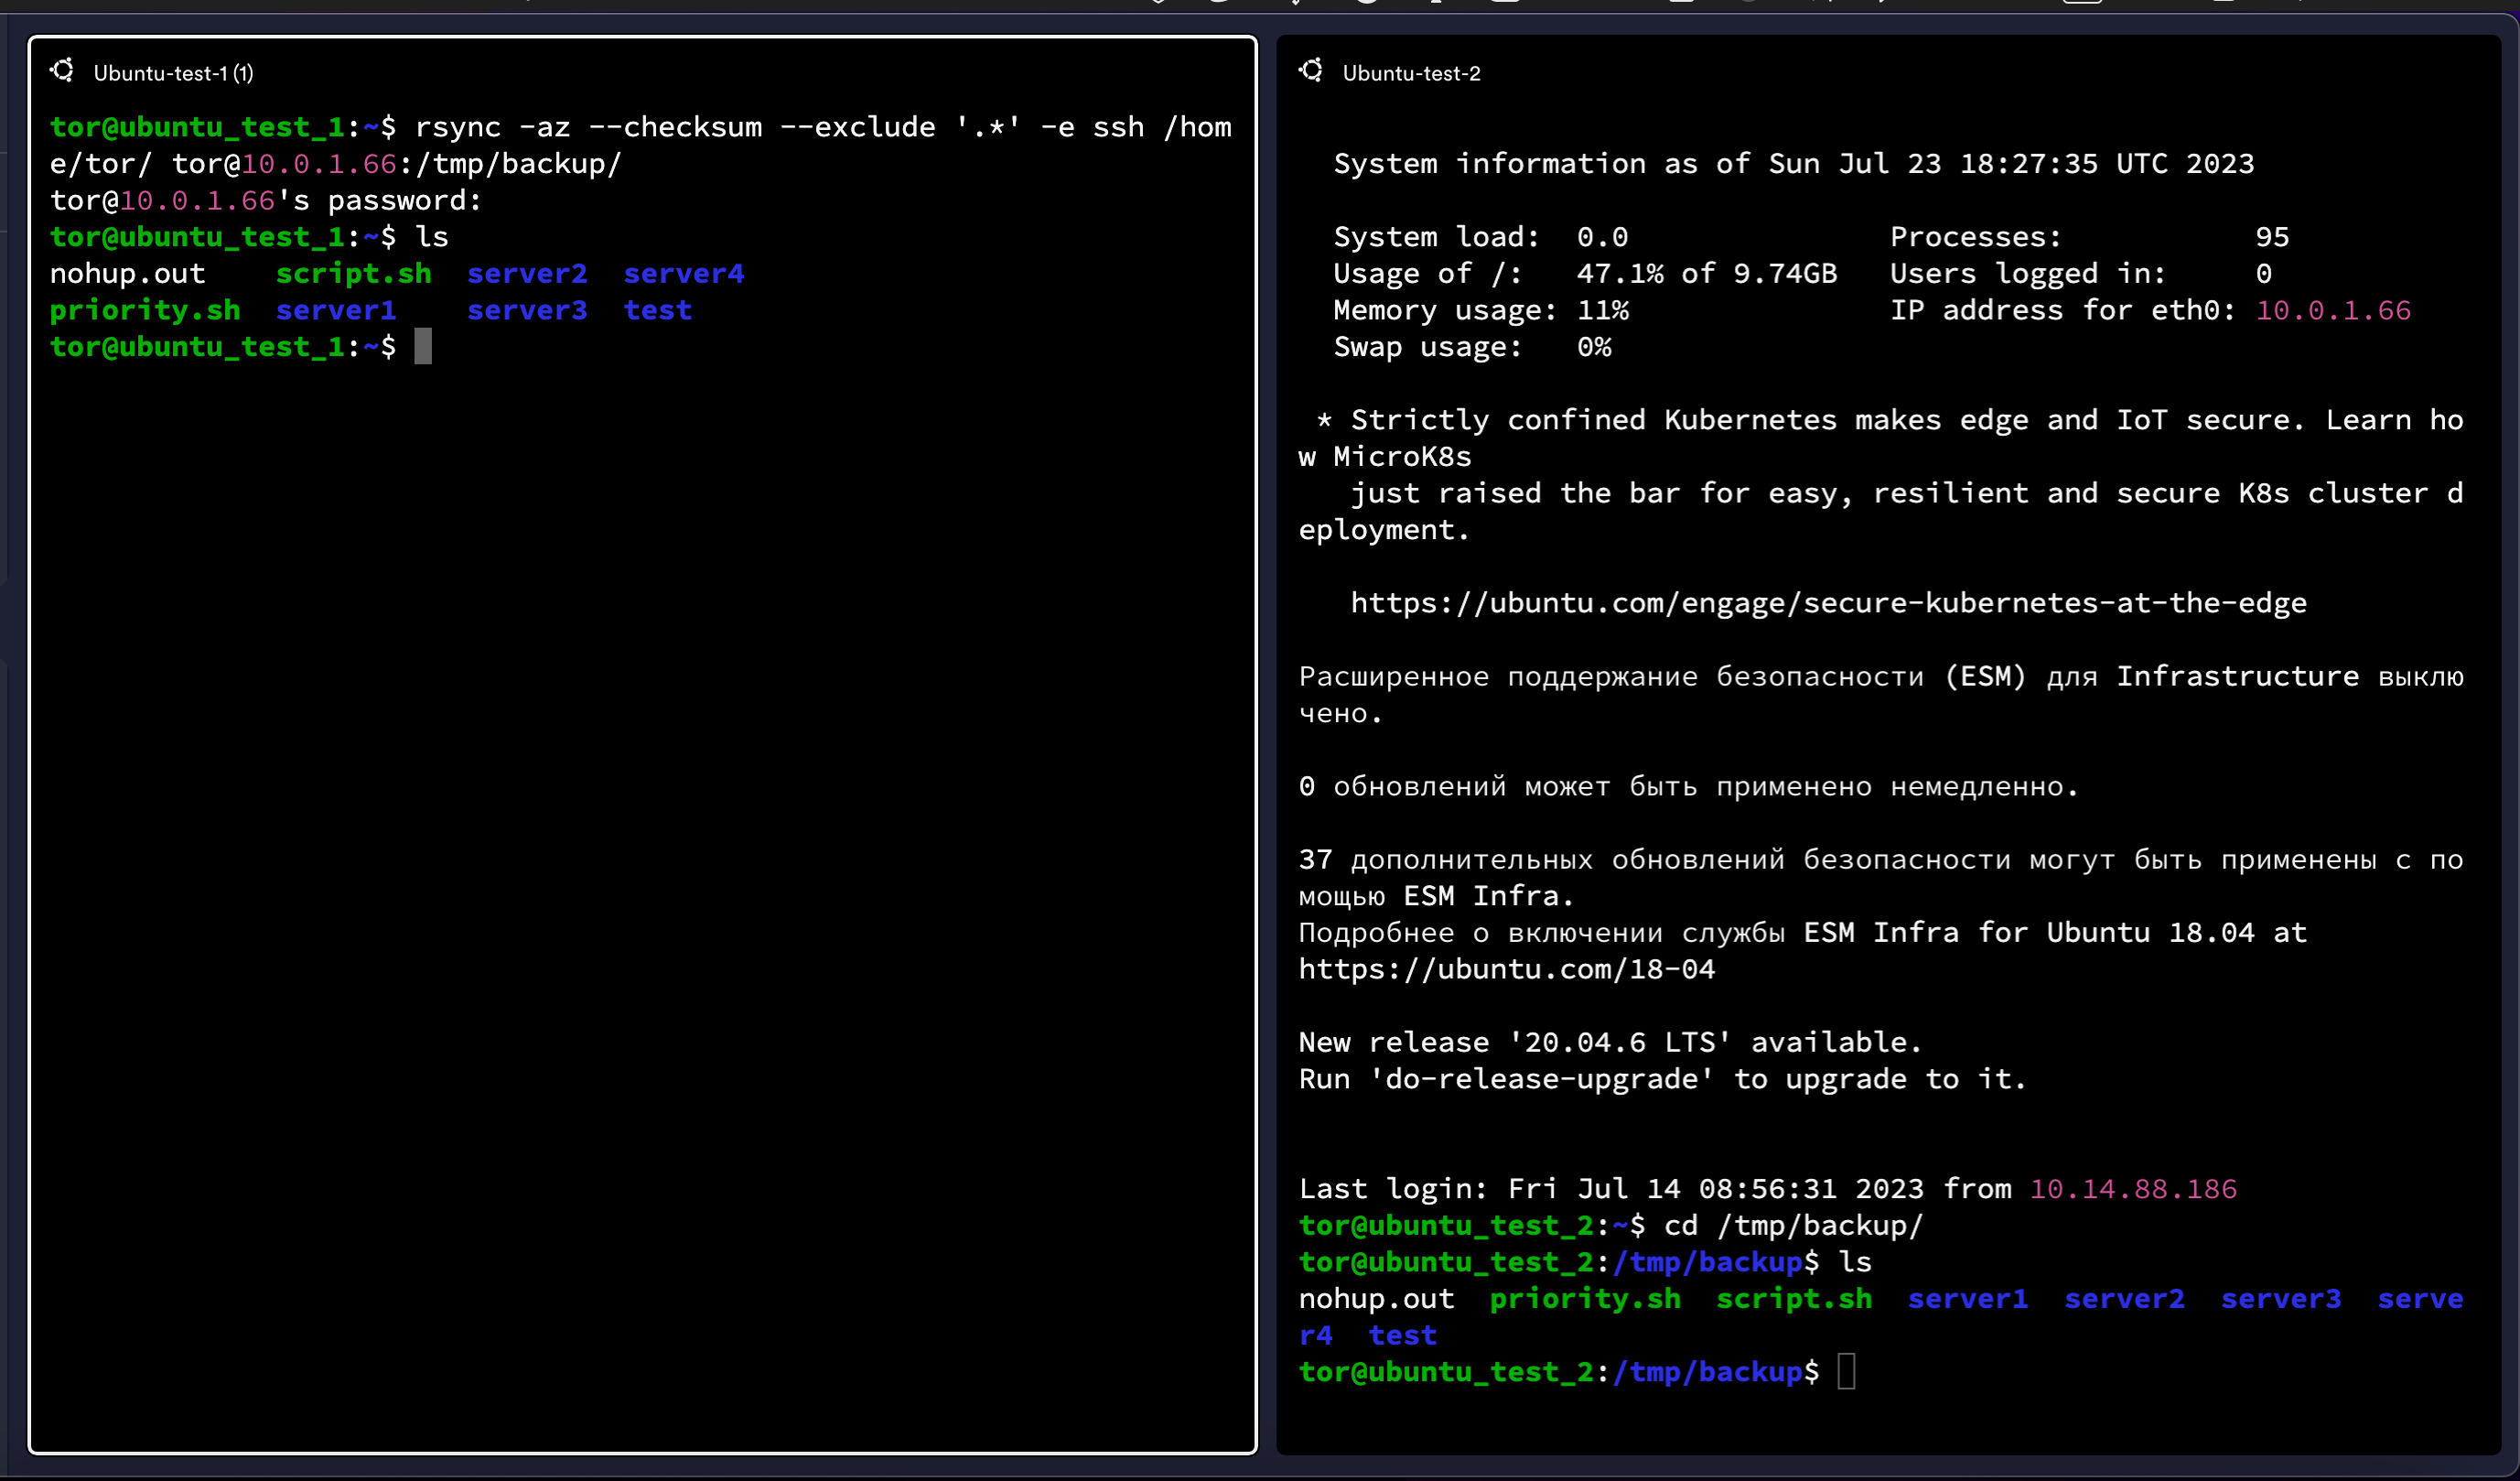 Ubuntu-test-1 (1)
tor@ubuntu_test_1:~$ rsync -az --checksum --exclude '.*' -e ssh /hom
e/tor/ tor@10.0.1.66:/tmp/backup/
tor@10.0.1.66's password:
tor@ubuntu_test_1:~$ ls
nohup.out    script.sh  server2  server4
priority.sh  server1    server3  test
tor@ubuntu_test_1:~$
Ubuntu-test-2
System information as of Sun Jul 23 18:27:35 UTC 2023
System load:  0.0               Processes:           95
Usage of /:   47.1% of 9.74GB   Users logged in:     0
Memory usage: 11%               IP address for eth0: 10.0.1.66
Swap usage:   0%
* Strictly confined Kubernetes makes edge and IoT secure. Learn ho
w MicroK8s
just raised the bar for easy, resilient and secure K8s cluster d
eployment.
https://ubuntu.com/engage/secure-kubernetes-at-the-edge
Расширенное поддержание безопасности (ESM) для Infrastructure выклю
чено.
0 обновлений может быть применено немедленно.
37 дополнительных обновлений безопасности могут быть применены с по
мощью ESM Infra.
Подробнее о включении службы ESM Infra for Ubuntu 18.04 at
https://ubuntu.com/18-04
New release '20.04.6 LTS' available.
Run 'do-release-upgrade' to upgrade to it.
Last login: Fri Jul 14 08:56:31 2023 from 10.14.88.186
tor@ubuntu_test_2:~$ cd /tmp/backup/
tor@ubuntu_test_2:/tmp/backup$ ls
nohup.out  priority.sh  script.sh  server1  server2  server3  serve
r4  test
tor@ubuntu_test_2:/tmp/backup$